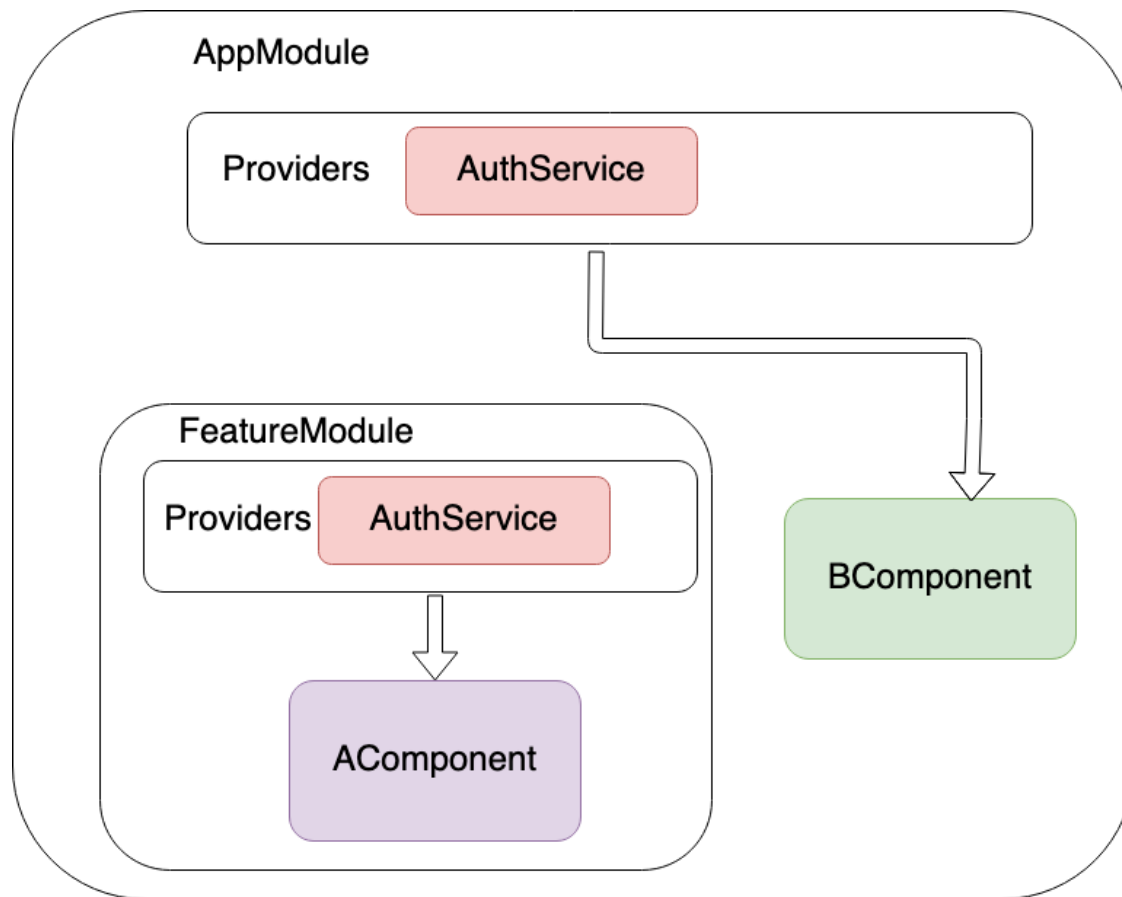 AppModule
Providers AuthService
FeatureModule
Providers AuthService
BComponent
AComponent